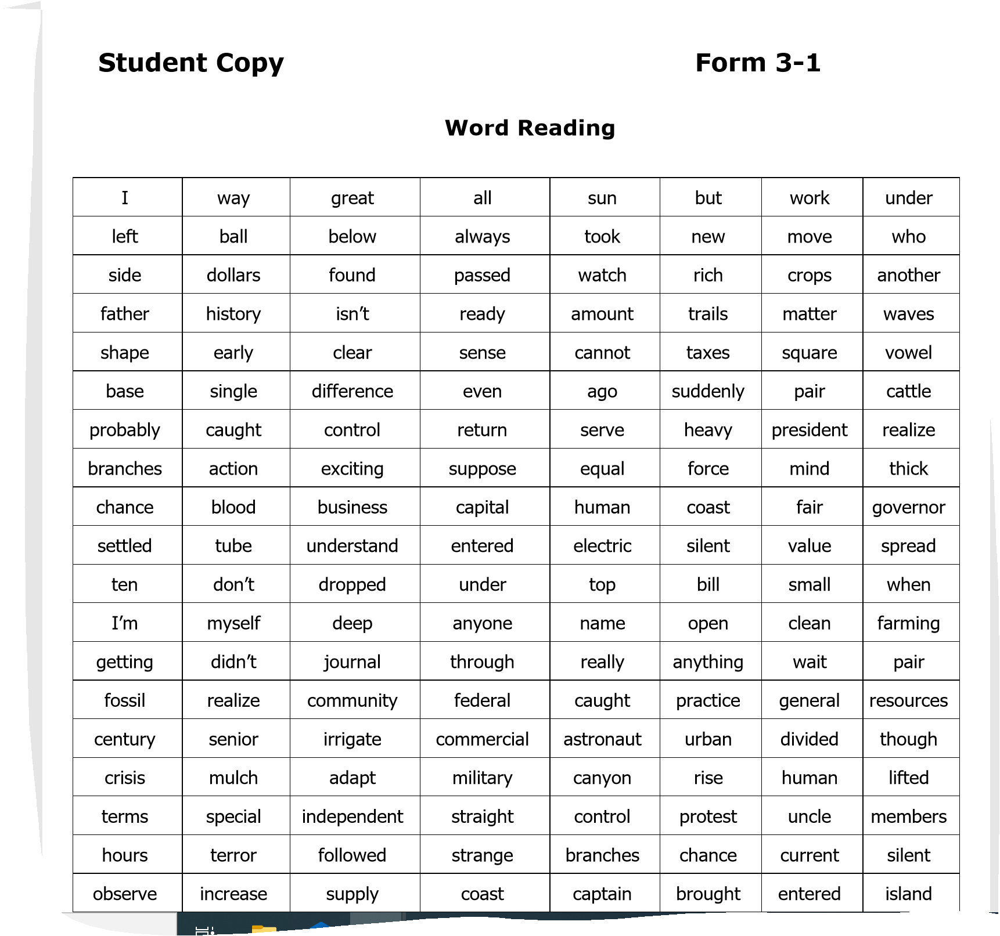 Student Copy Form 3-1
Word Reading
I way great all sun but work under
left ball below always took new move who
side dollars found passed watch rich crops another
father history isn’t ready amount trails matter waves
shape early clear sense cannot taxes square vowel
base single difference even ago suddenly pair cattle
probably caught control return serve heavy president realize
branches action exciting suppose equal force mind thick
chance blood business capital human coast fair governor
settled tube understand entered electric silent value spread
ten don’t dropped under top bill small when
I’m myself deep anyone name open clean farming
getting didn’t journal through really anything wait pair
fossil realize community federal caught practice general resources
century senior irrigate commercial astronaut urban divided though
crisis mulch adapt military canyon rise human lifted
terms special independent straight control protest uncle members
hours terror followed strange branches chance current silent
observe increase supply coast captain brought entered island